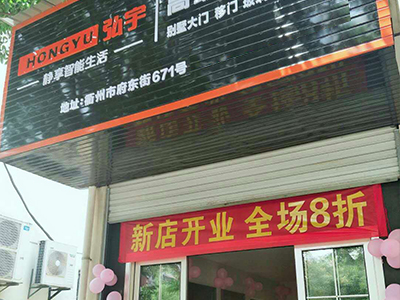 HONGYU 弘宇
静享智能生活
别墅大门 移门
地址:衢州市府东街671号
新店开业 全场8折